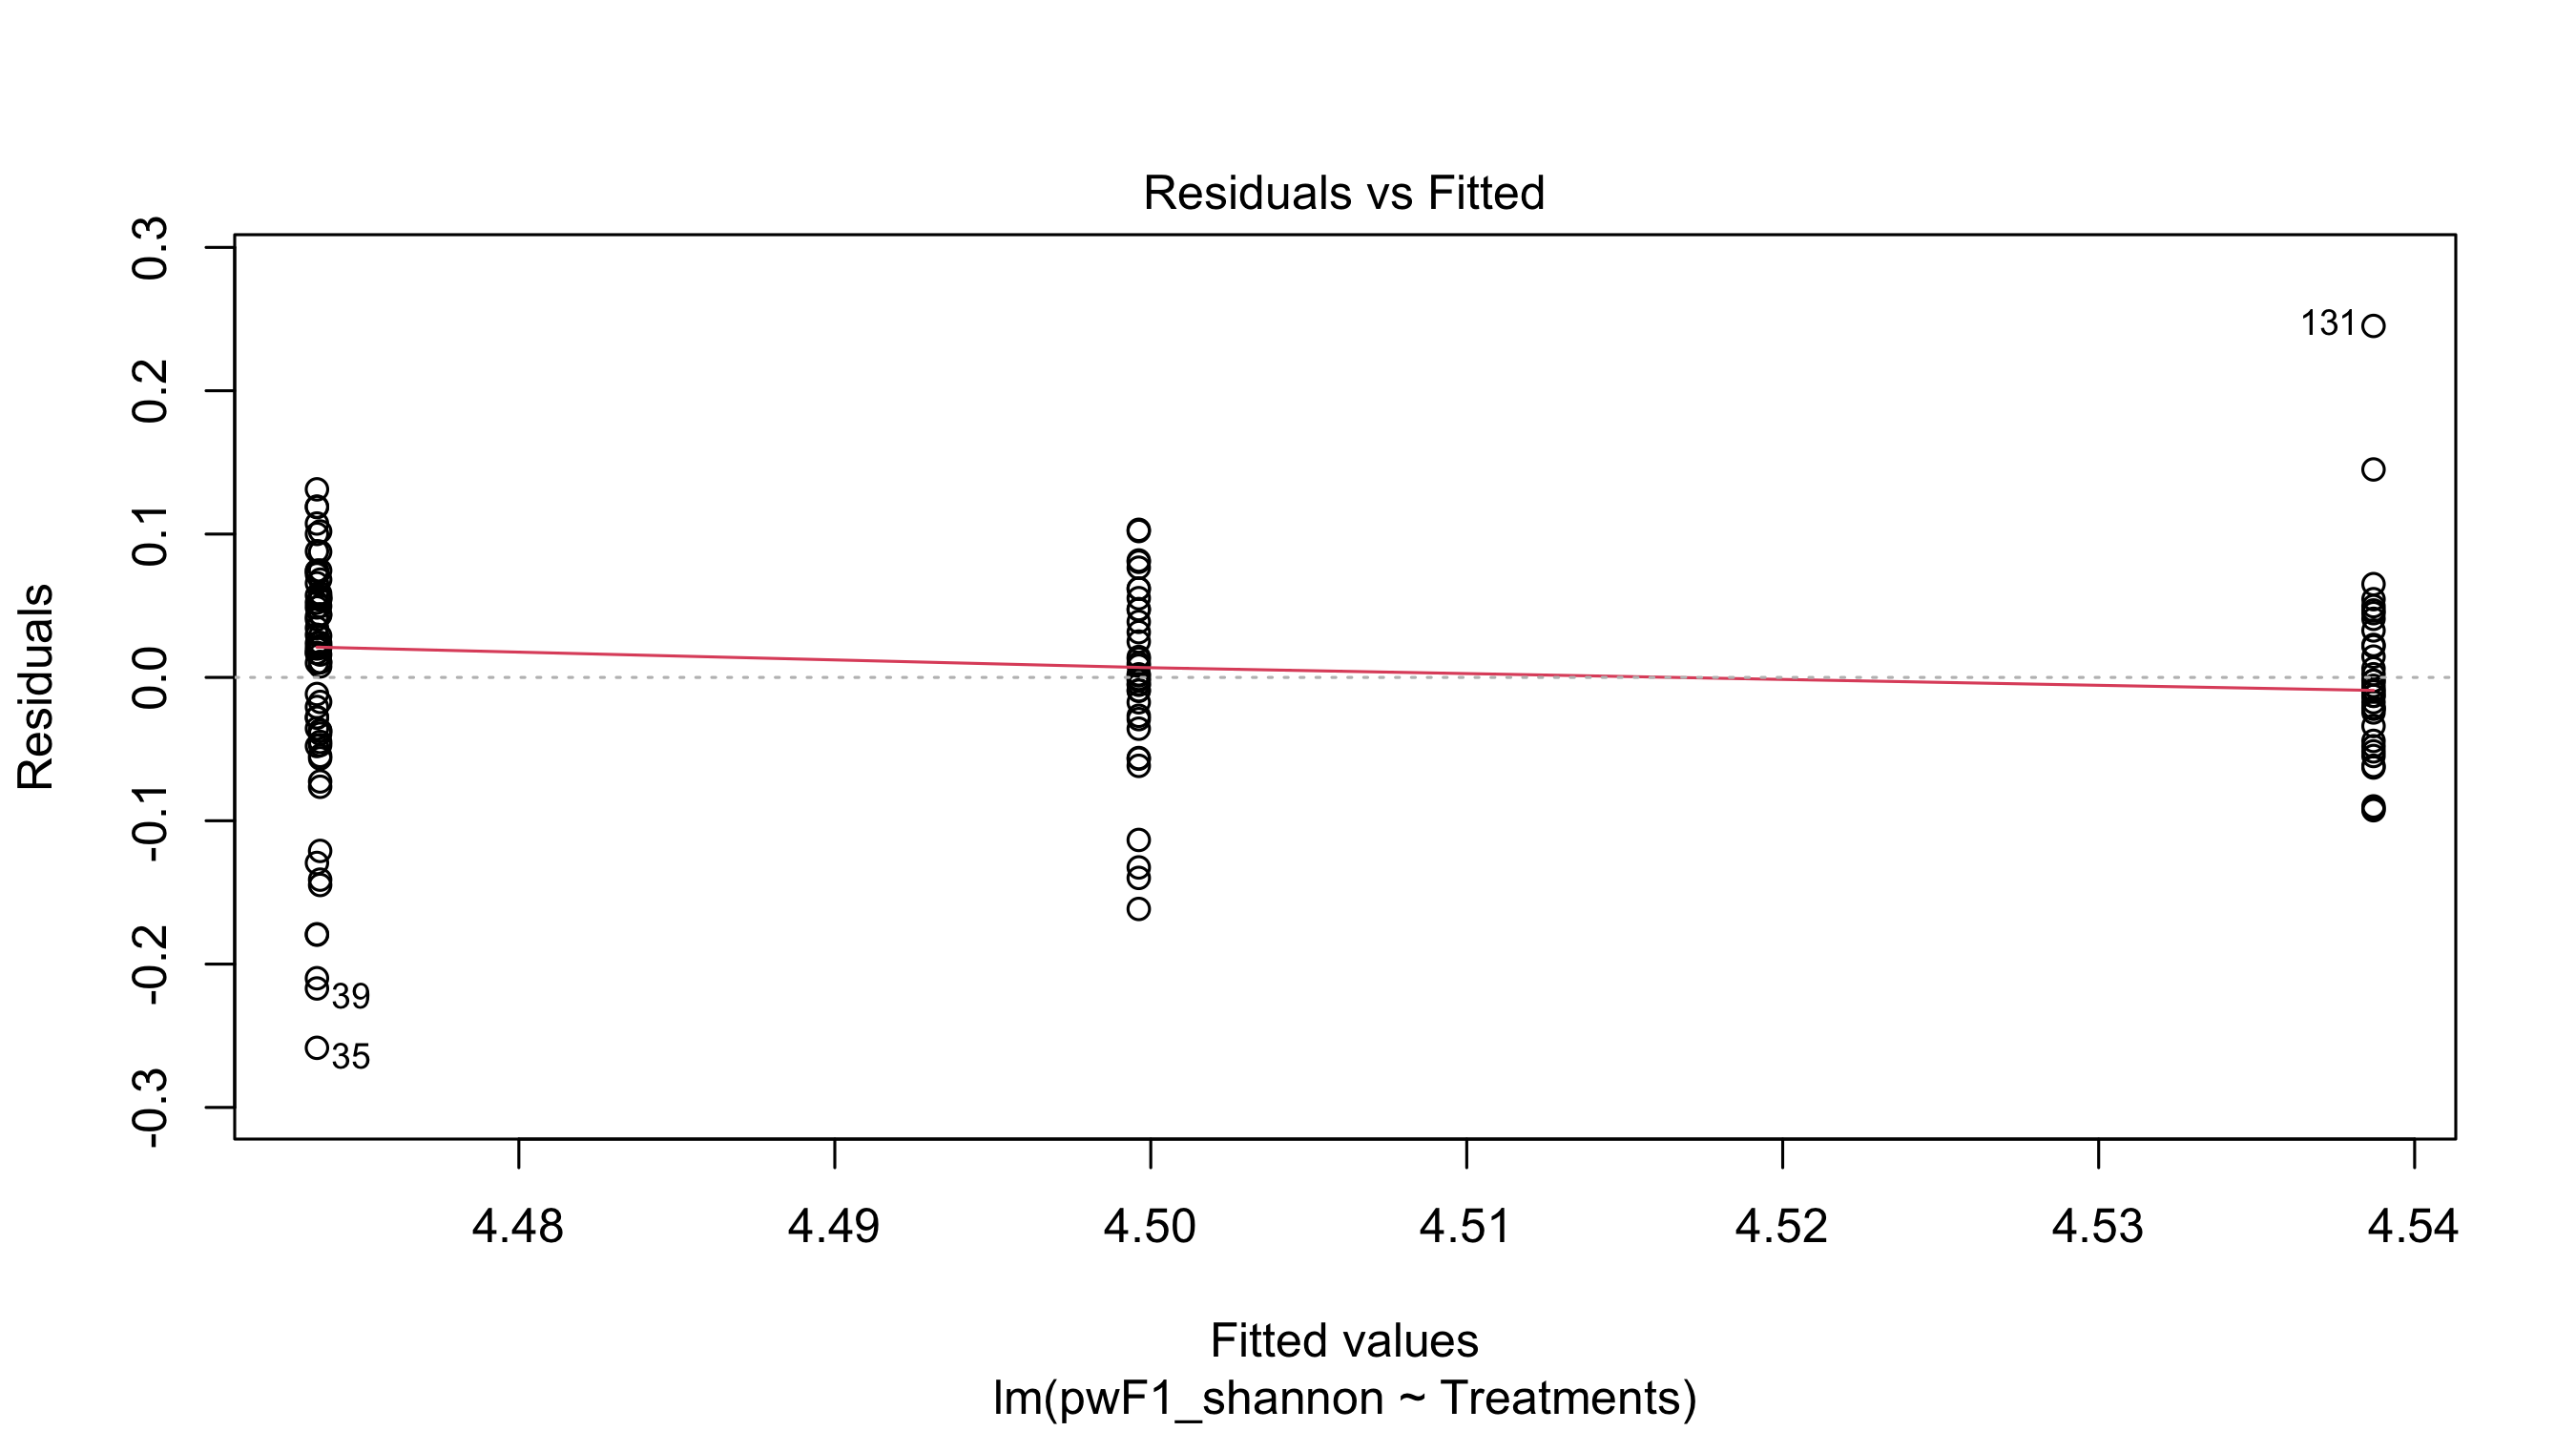 Residuals vs Fitted
0.3
0.2
0.1
0.0
-0.1
-0.2
-0.3
Residuals
131
39
35
4.48 4.49 4.50 4.51 4.52 4.53 4.54
Fitted values
lm(pwF1_shannon ~ Treatments)